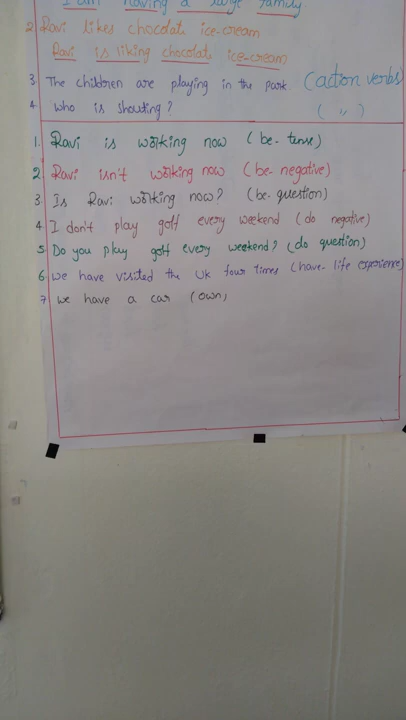 I am having a large family
2. Ravi likes chocolate ice-cream
Ravi is liking chocolate ice-cream
3. The children are playing in the park (action verbs)
4. Who is shouting? ( " )
1. Ravi is working now (be- tense)
2. Ravi isn't working now (be- negative)
3. Is Ravi working now? (be- question)
4. I don't play golf every weekend (do negative)
5. Do you play golf every weekend? (do question)
6. We have visited the Uk four times (have- life experience)
7. We have a car (own)